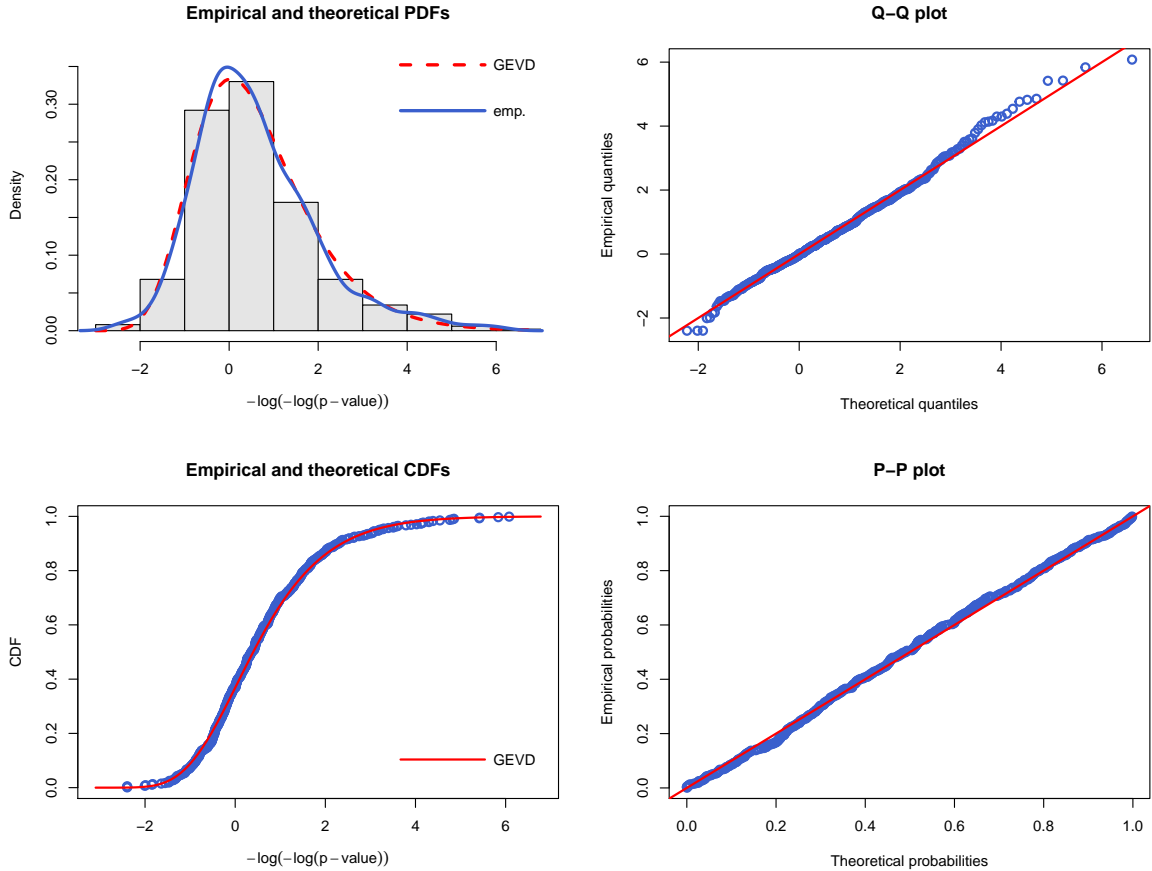 Empirical and theoretical PDFs
GEVD
emp.
Density
0.00 0.10 0.20 0.30
−2 0 2 4 6
−log(−log(p−value))
Q−Q plot
Empirical quantiles
−2 0 2 4 6
−2 0 2 4 6
Theoretical quantiles
Empirical and theoretical CDFs
CDF
0.0 0.2 0.4 0.6 0.8 1.0
GEVD
−2 0 2 4 6
−log(−log(p−value))
P−P plot
Empirical probabilities
0.0 0.2 0.4 0.6 0.8 1.0
0.0 0.2 0.4 0.6 0.8 1.0
Theoretical probabilities